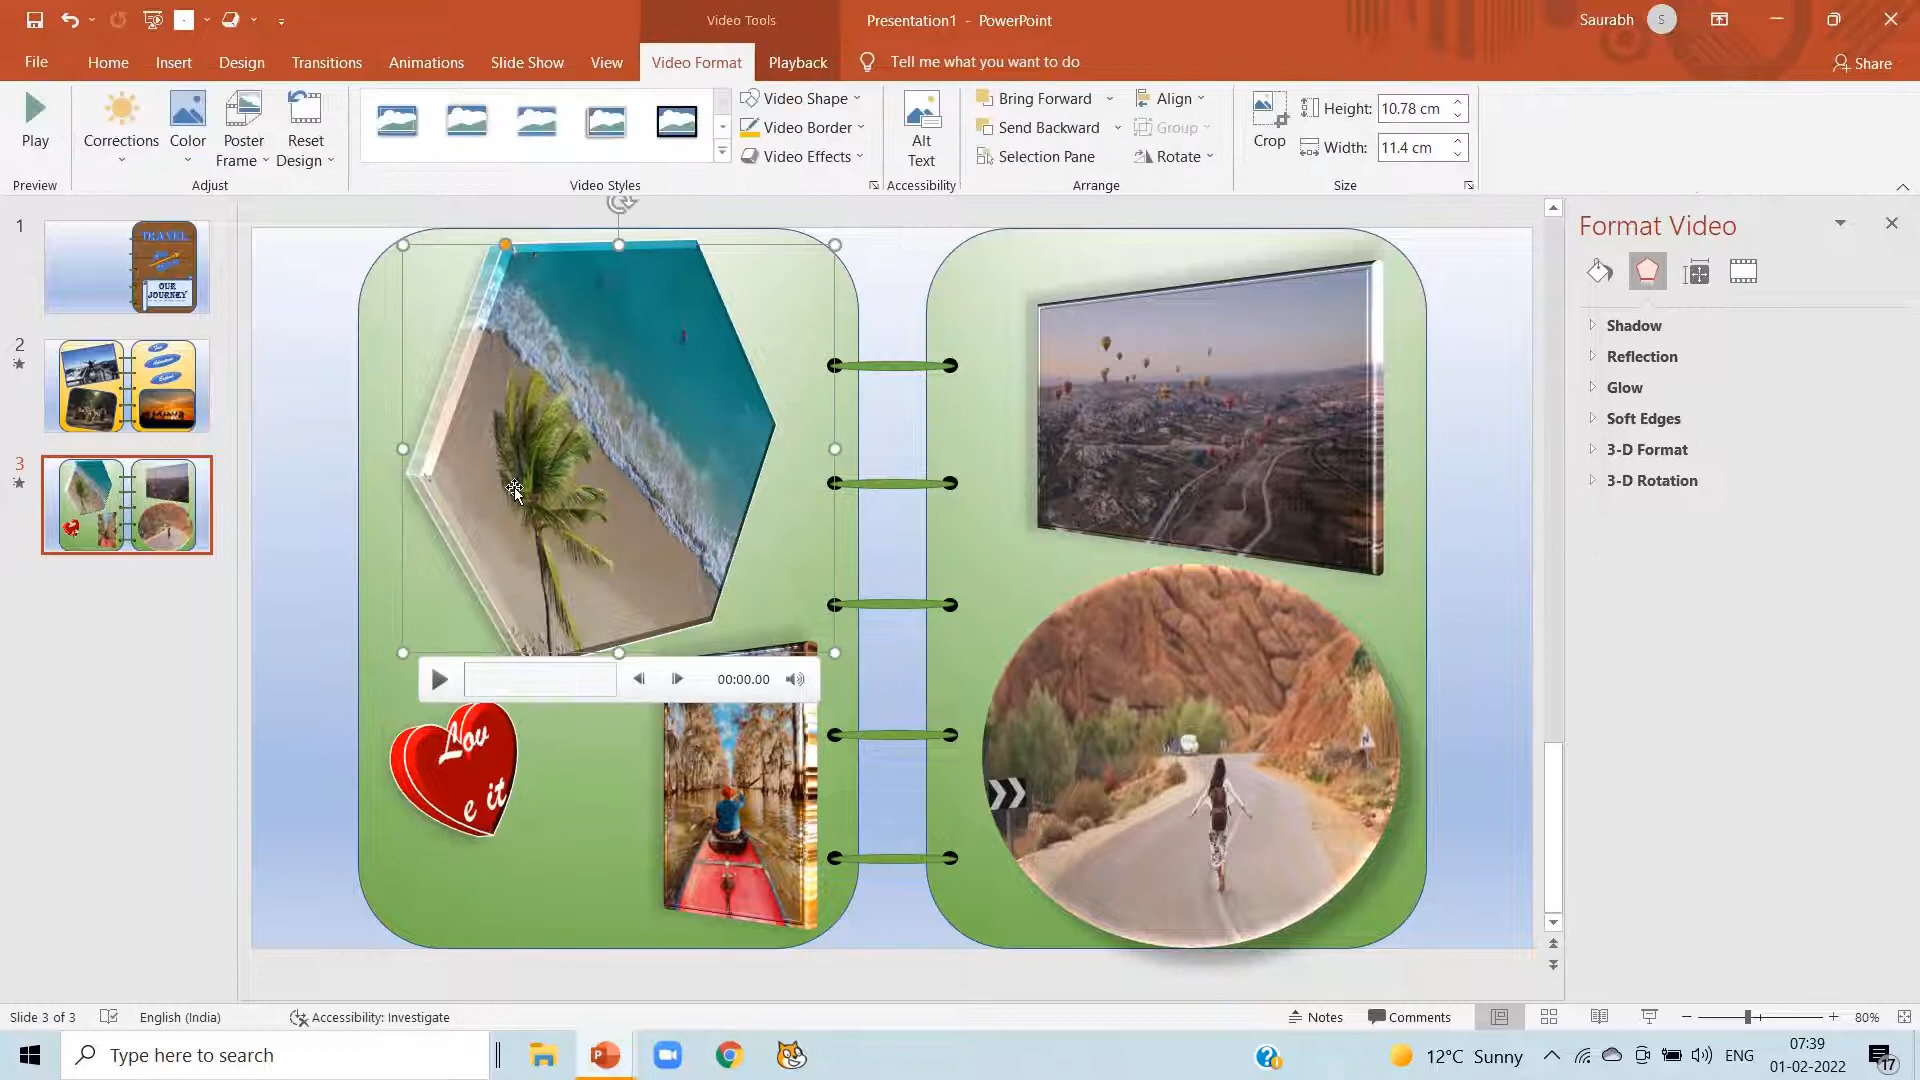 Video Tools
Presentation1 - PowerPoint
Saurabh
S
File
Home
Insert
Design
Transitions
Animations
Slide Show
View
Video Format
Playback
Tell me what you want to do
Share
Play
Corrections
Color
Poster
Frame
Reset
Design
Video Shape
Video Border
Video Effects
Alt
Text
Bring Forward
Send Backward
Selection Pane
Align
Group
Rotate
Crop
Height:
10.78 cm
Width:
11.4 cm
Preview
Adjust
Video Styles
Accessibility
Arrange
Size
1
TRAVEL
OUR
JOURNEY
2
3
00:00.00
Lov
e it
Format Video
Shadow
Reflection
Glow
Soft Edges
3-D Format
3-D Rotation
Slide 3 of 3
English (India)
Accessibility: Investigate
Notes
Comments
80%
Type here to search
12°C Sunny
ENG
07:39
01-02-2022
17